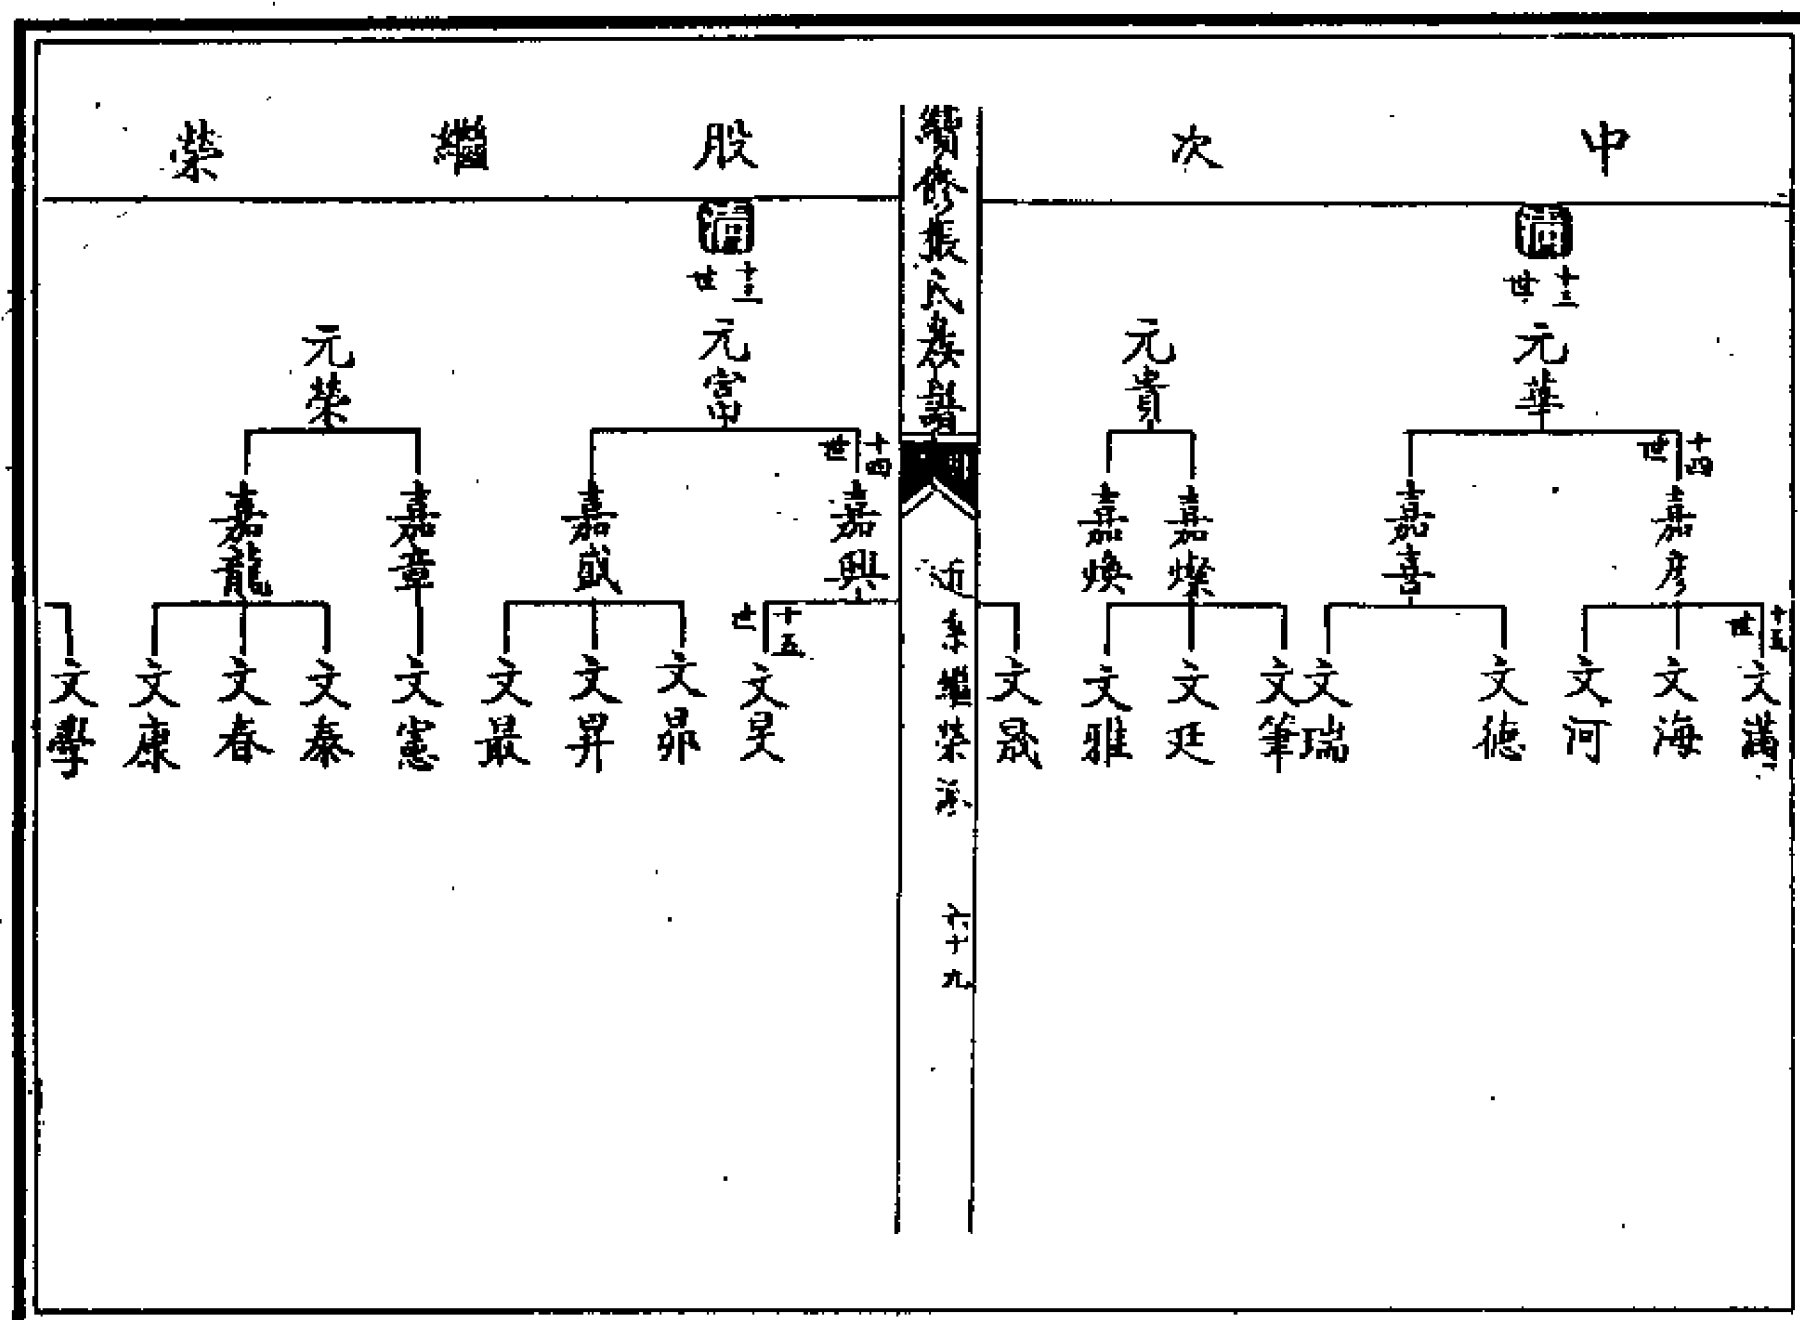 中次
清
十三世
元華
元貴
十四世
嘉彦
嘉喜
嘉燦
嘉煥
十五世
文滿
文海
文河
文德
文瑞
文筆
文廷
文雅
文晟
續修張氏族譜
近 繼榮派
六十九
股繼榮
清
十三世
元富
元榮
十四世
嘉興
嘉盛
嘉章
嘉龍
十五世
文昊
文昴
文昇
文最
文憲
文泰
文春
文康
文學